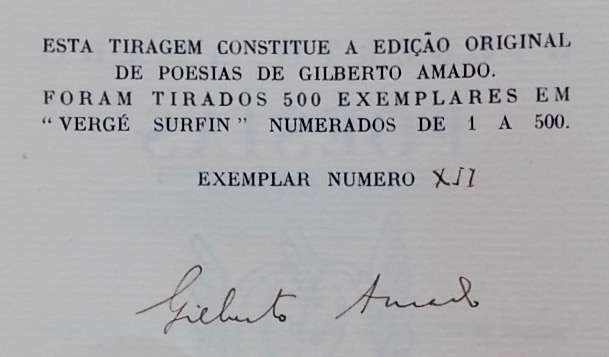 ESTA TIRAGEM CONSTITUE A EDIÇÃO ORIGINAL
DE POESIAS DE GILBERTO AMADO.
FORAM TIRADOS 500 EXEMPLARES EM
“VERGÉ SURFIN” NUMERADOS DE 1 A 500.
EXEMPLAR NUMERO XII
Gilberto Amado